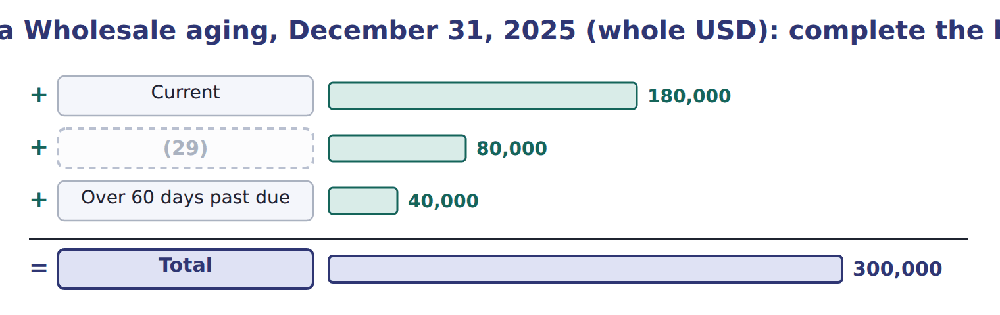 Wholesale aging, December 31, 2025 (whole USD): complete the
+ Current 180,000
+ (29) 80,000
+ Over 60 days past due 40,000
= Total 300,000